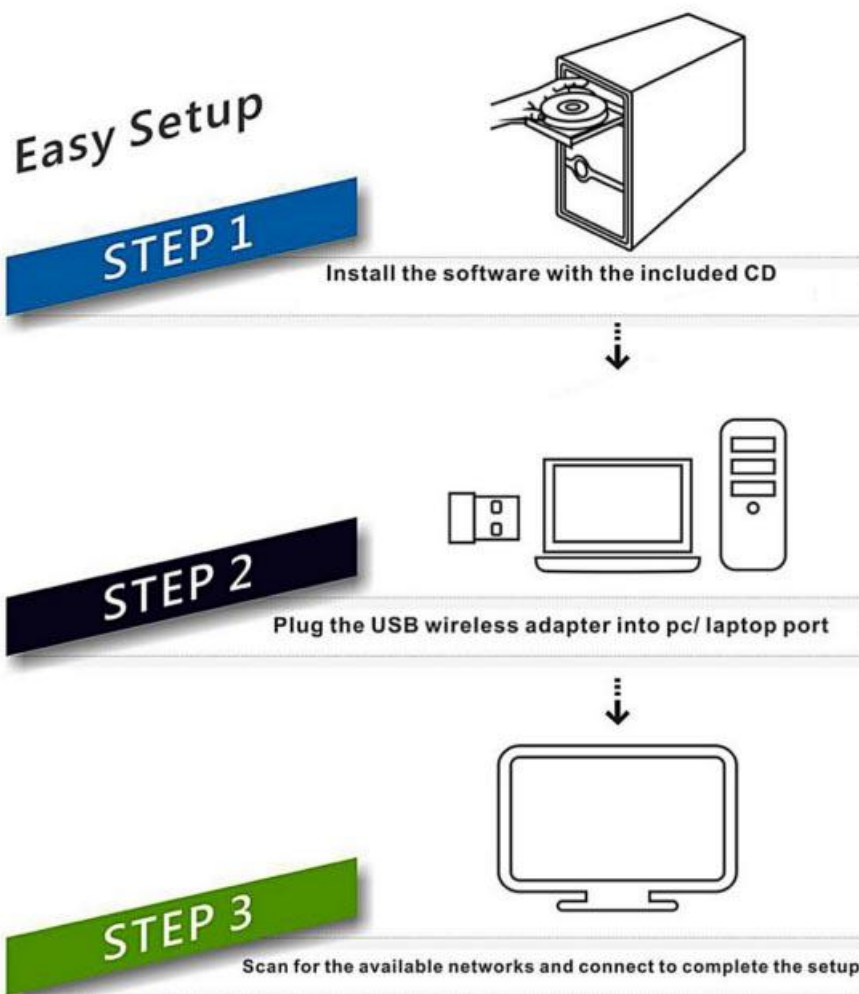 Easy Setup
STEP 1
Install the software with the included CD
STEP 2
Plug the USB wireless adapter into pc/ laptop port
STEP 3
Scan for the available networks and connect to complete the setup